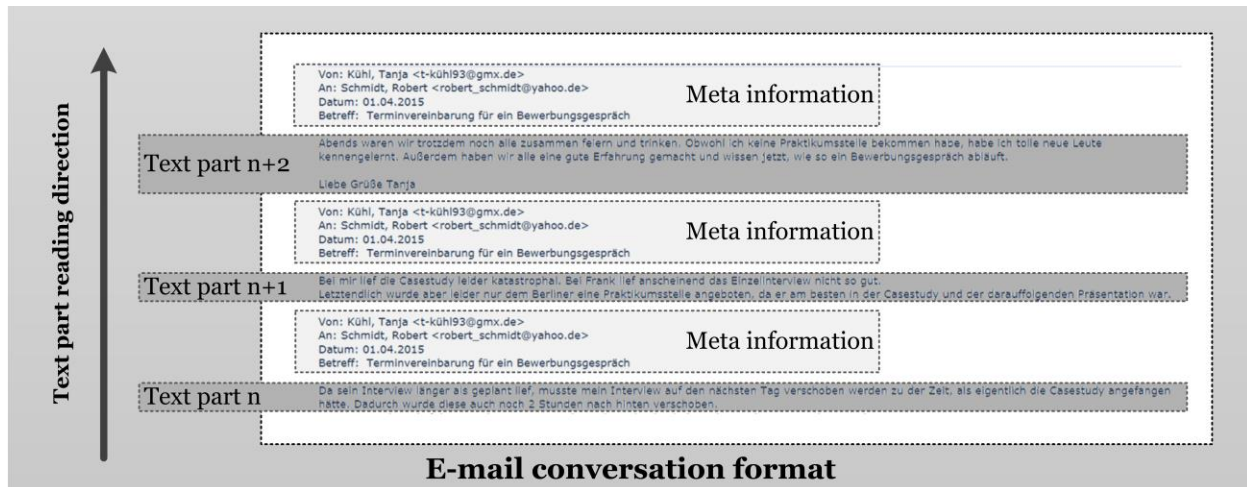 Text part reading direction
Von: Kühl, Tanja <t-kühl93@gmx.de>
An: Schmidt, Robert <robert_schmidt@yahoo.de>
Datum: 01.04.2015
Betreff: Terminvereinbarung für ein Bewerbungsgespräch
Meta information
Text part n+2
Abends waren wir trotzdem noch alle zusammen feiern und trinken. Obwohl ich keine Praktikumsstelle bekommen habe, habe ich tolle neue Leute
kennengelernt. Außerdem haben wir alle eine gute Erfahrung gemacht und wissen jetzt, wie so ein Bewerbungsgespräch abläuft.
Liebe Grüße Tanja
Von: Kühl, Tanja <t-kühl93@gmx.de>
An: Schmidt, Robert <robert_schmidt@yahoo.de>
Datum: 01.04.2015
Betreff: Terminvereinbarung für ein Bewerbungsgespräch
Meta information
Text part n+1
Bei mir lief die Casestudy leider katastrophal. Bei Frank lief anscheinend das Einzelinterview nicht so gut.
Letztendlich wurde aber leider nur dem Berliner eine Praktikumsstelle angeboten, da er am besten in der Casestudy und der darauffolgenden Präsentation war.
Von: Kühl, Tanja <t-kühl93@gmx.de>
An: Schmidt, Robert <robert_schmidt@yahoo.de>
Datum: 01.04.2015
Betreff: Terminvereinbarung für ein Bewerbungsgespräch
Meta information
Text part n
Da sein Interview länger als geplant lief, musste mein Interview auf den nächsten Tag verschoben werden zu der Zeit, als eigentlich die Casestudy angefangen
hätte. Dadurch wurde diese auch noch 2 Stunden nach hinten verschoben.
E-mail conversation format